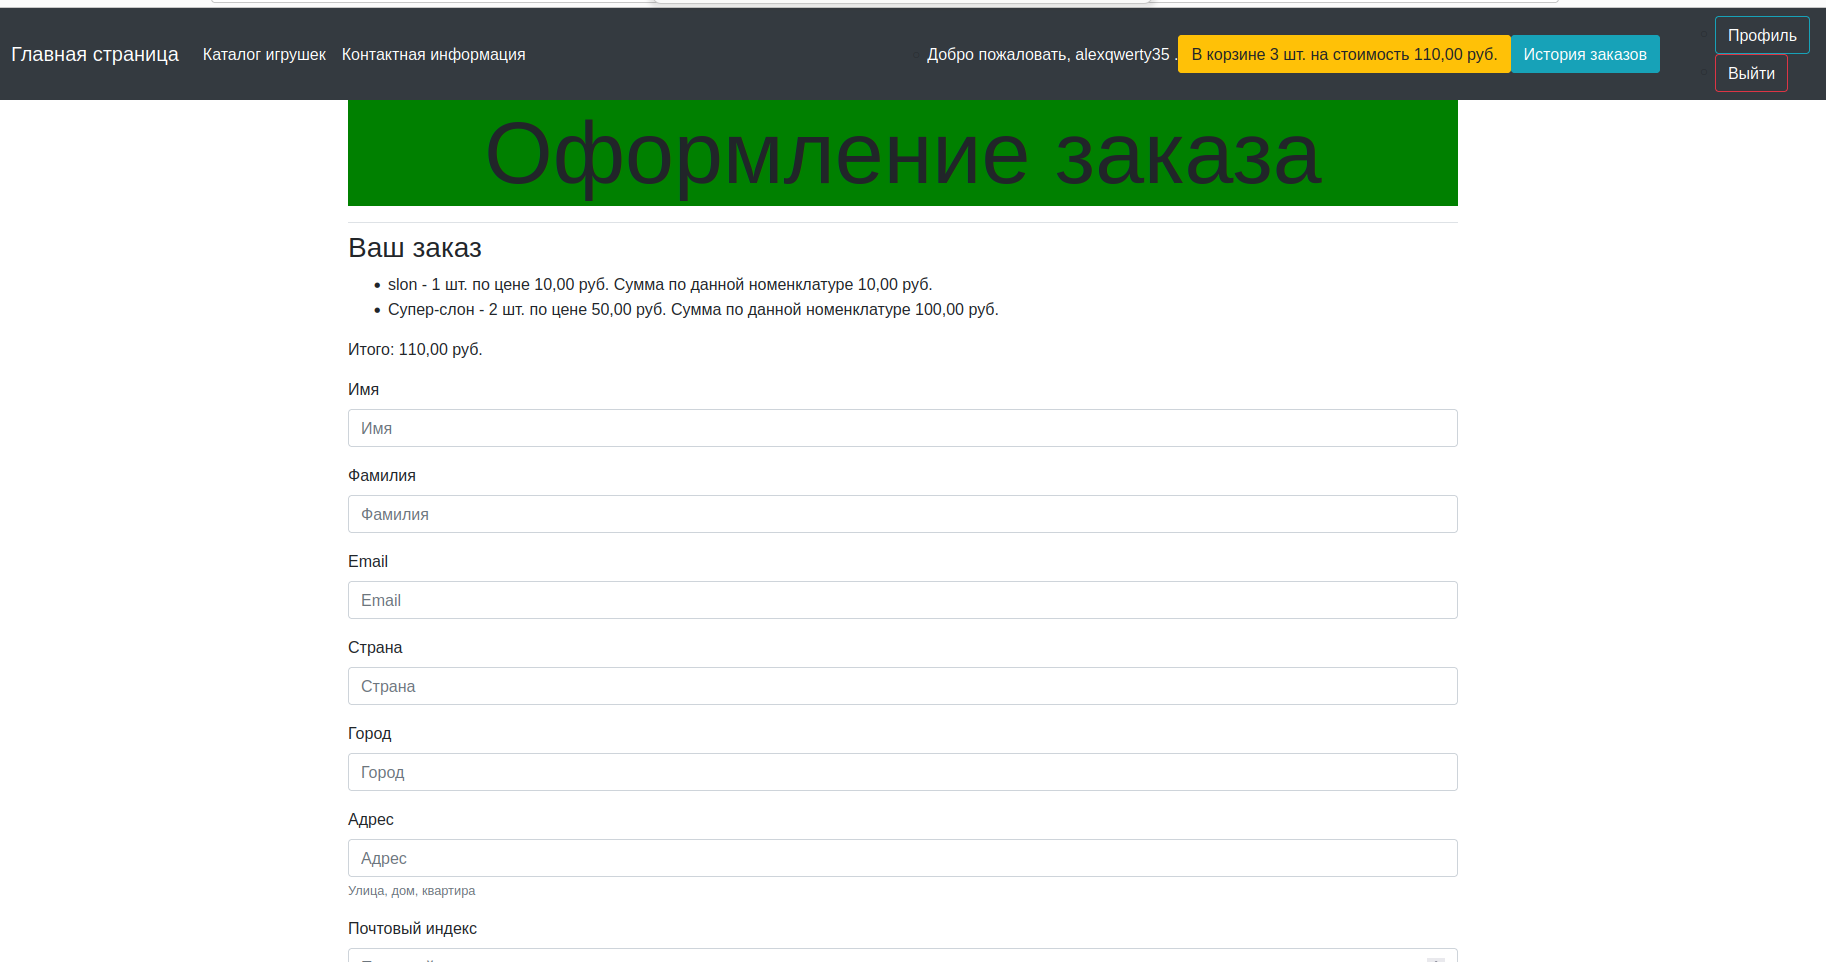 Главная страница Каталог игрушек Контактная информация Добро пожаловать, alexqwerty35 . В корзине 3 шт. на стоимость 110,00 руб. История заказов Профиль
Выйти
Оформление заказа
Ваш заказ
slon - 1 шт. по цене 10,00 руб. Сумма по данной номенклатуре 10,00 руб.
Супер-слон - 2 шт. по цене 50,00 руб. Сумма по данной номенклатуре 100,00 руб.
Итого: 110,00 руб.
Имя
Имя
Фамилия
Фамилия
Email
Email
Страна
Страна
Город
Город
Адрес
Адрес
Улица, дом, квартира
Почтовый индекс